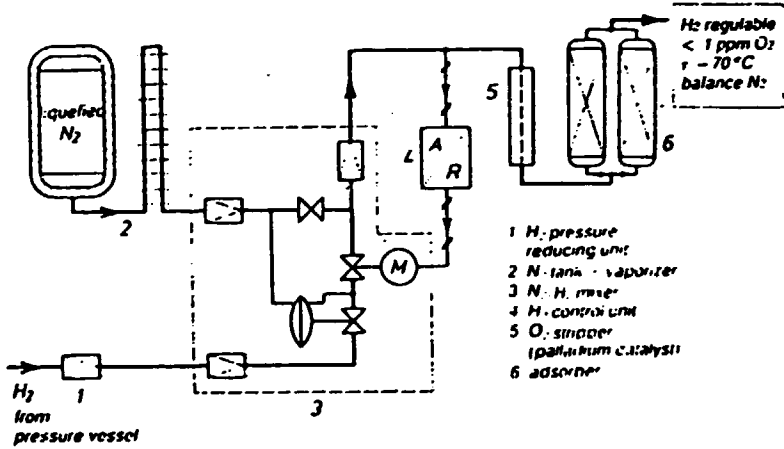 H₂ regulable
< 1 ppm O₂
τ −70°C
balance N₂
N₂
2
5
4
A
R
6
M
1
H₂
from
pressure vessel
3
1 H₂-pressure
reducing unit
2 N₂-tank - vaporizer
3 N₂-H₂ mixer
4 H₂-control unit
5 O₂-stripper
(palladium catalyst)
6 adsorber